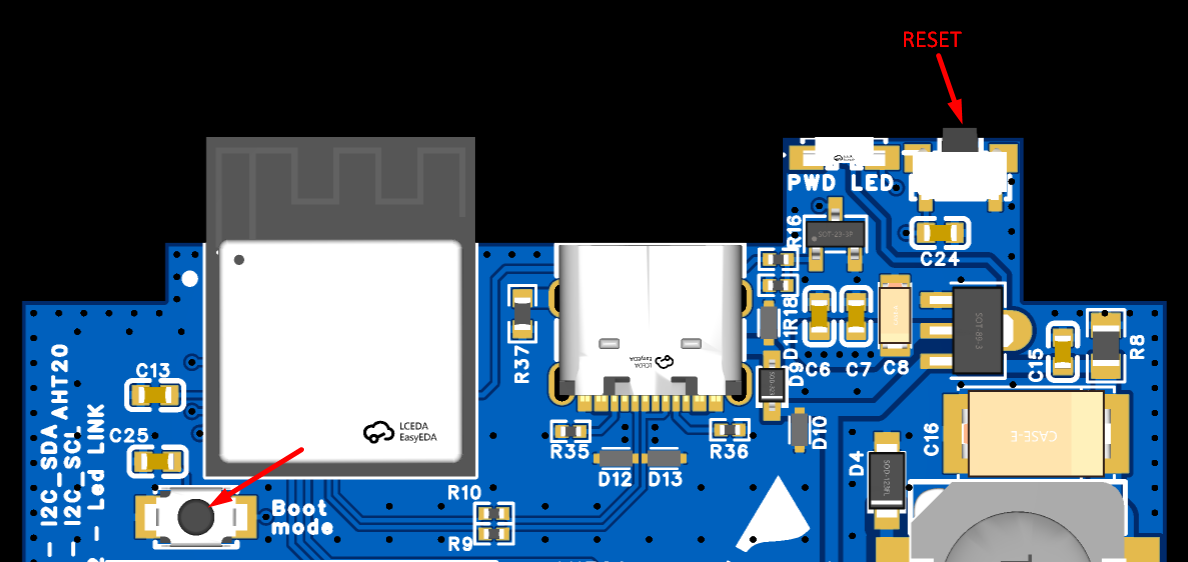 RESET
PWD LED
R16
SOT-23-3P
C24
R18
D11
R37
SOT-89-3
C15
R8
LCEDA
EasyEDA
C6
C7
C8
D9
C13
AHT20
I2C_SDA
I2C_SCL
- Led LINK
LCEDA
EasyEDA
C25
R35
R36
D10
C16
CASE-E
D12
D13
D4
R10
R9
Boot
mode